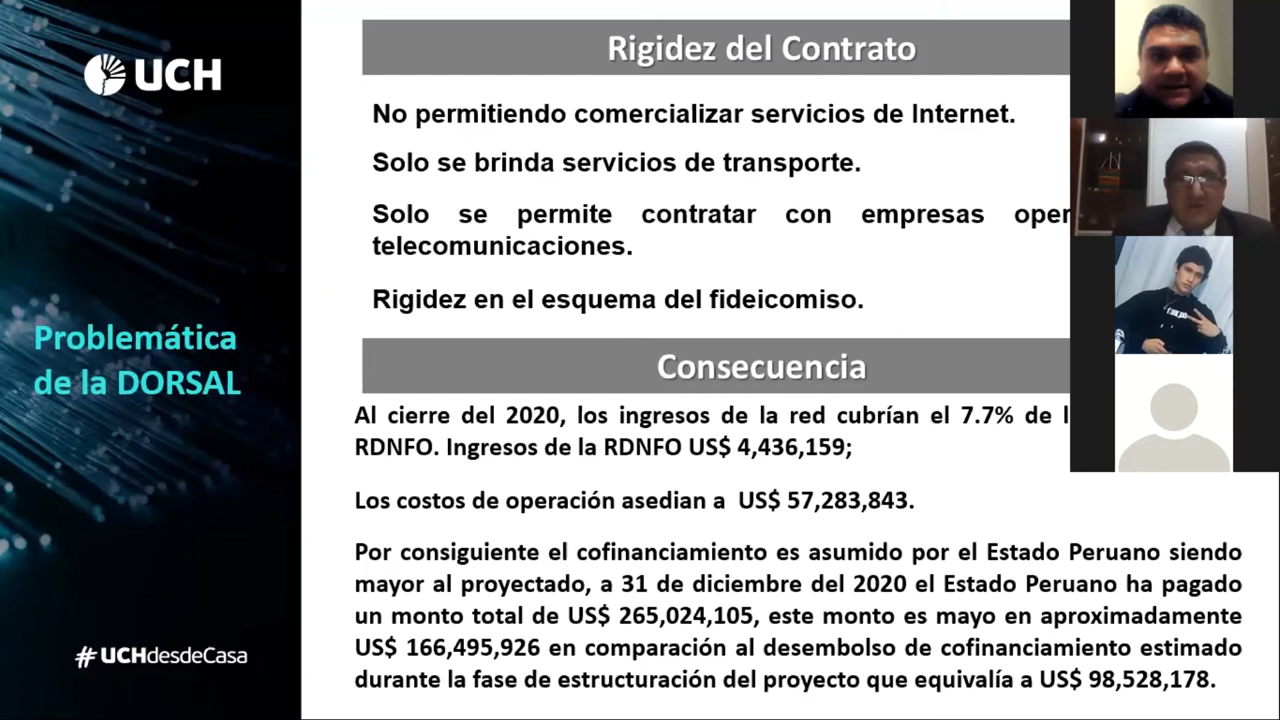 UCH
Problemática
de la DORSAL
#UCHdesdeCasa
Rigidez del Contrato
No permitiendo comercializar servicios de Internet.
Solo se brinda servicios de transporte.
Solo se permite contratar con empresas
telecomunicaciones.
Rigidez en el esquema del fideicomiso.
Consecuencia
Al cierre del 2020, los ingresos de la red cubrían el 7.7% de
RDNFO. Ingresos de la RDNFO US$ 4,436,159;
Los costos de operación asedian a US$ 57,283,843.
Por consiguiente el cofinanciamiento es asumido por el Estado Peruano siendo
mayor al proyectado, a 31 de diciembre del 2020 el Estado Peruano ha pagado
un monto total de US$ 265,024,105, este monto es mayo en aproximadamente
US$ 166,495,926 en comparación al desembolso de cofinanciamiento estimado
durante la fase de estructuración del proyecto que equivalía a US$ 98,528,178.